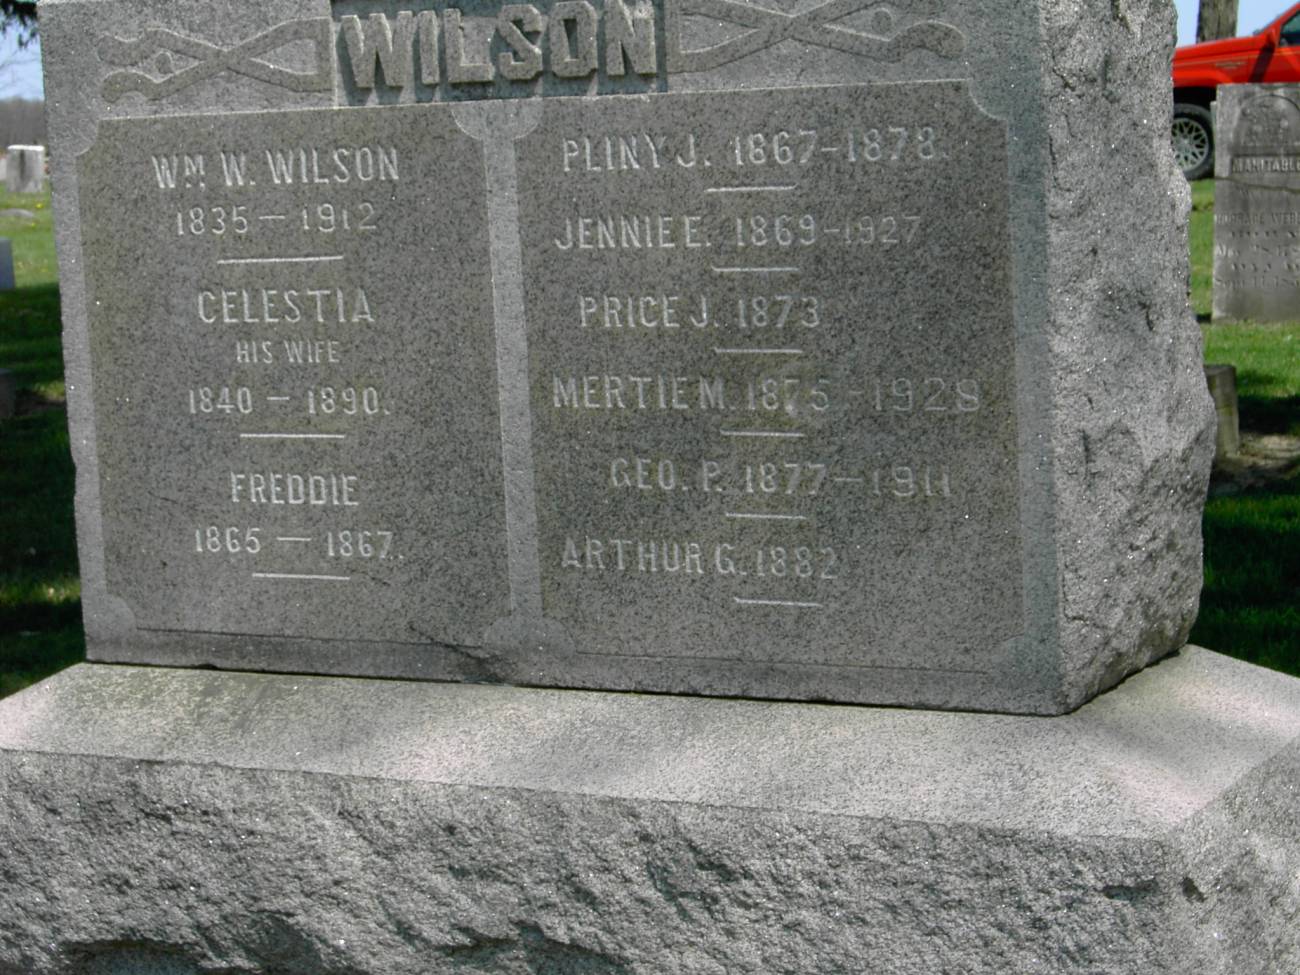 WILSON
WM W. WILSON
1835 — 1912
CELESTIA
HIS WIFE
1840 — 1890.
FREDDIE
1865 — 1867.
PLINY J. 1867-1878.
JENNIE E. 1869-1927
PRICE J. 1873
MERTIE M. 1875-1928
GEO. P. 1877-1911
ARTHUR G. 1882